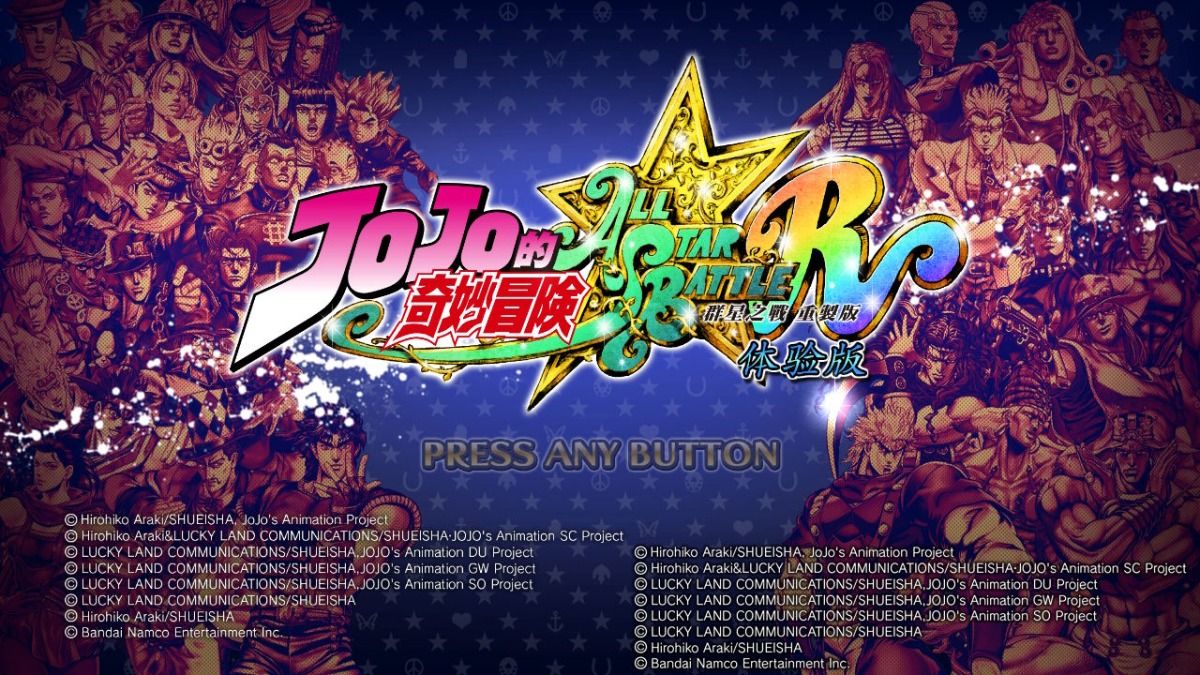 JOJO的
奇妙冒険
ALL
STAR
BATTLE R
群星之戰 重製版
体验版
PRESS ANY BUTTON
© Hirohiko Araki/SHUEISHA, JoJo's Animation Project
© Hirohiko Araki&LUCKY LAND COMMUNICATIONS/SHUEISHA·JOJO's Animation SC Project
© LUCKY LAND COMMUNICATIONS/SHUEISHA,JOJO's Animation DU Project
© LUCKY LAND COMMUNICATIONS/SHUEISHA,JOJO's Animation GW Project
© LUCKY LAND COMMUNICATIONS/SHUEISHA,JOJO's Animation SO Project
© LUCKY LAND COMMUNICATIONS/SHUEISHA
© Hirohiko Araki/SHUEISHA
© Bandai Namco Entertainment Inc.
© Hirohiko Araki/SHUEISHA, JoJo's Animation Project
© Hirohiko Araki&LUCKY LAND COMMUNICATIONS/SHUEISHA·JOJO's Animation SC Project
© LUCKY LAND COMMUNICATIONS/SHUEISHA,JOJO's Animation DU Project
© LUCKY LAND COMMUNICATIONS/SHUEISHA,JOJO's Animation GW Project
© LUCKY LAND COMMUNICATIONS/SHUEISHA,JOJO's Animation SO Project
© LUCKY LAND COMMUNICATIONS/SHUEISHA
© Hirohiko Araki/SHUEISHA
© Bandai Namco Entertainment Inc.